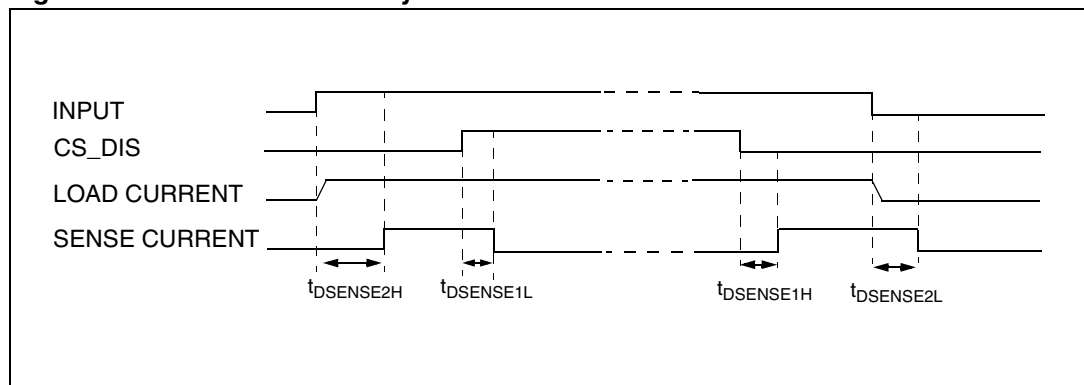 INPUT
CS_DIS
LOAD CURRENT
SENSE CURRENT
tDSENSE2H
tDSENSE1L
tDSENSE1H
tDSENSE2L